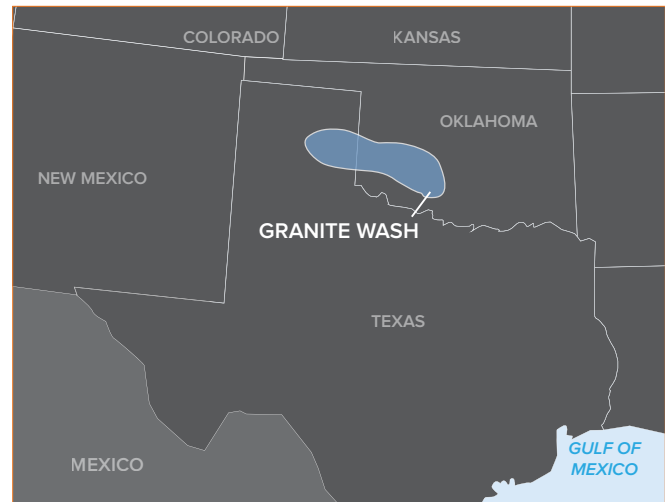 COLORADO
KANSAS
OKLAHOMA
NEW MEXICO
GRANITE WASH
TEXAS
MEXICO
GULF OF
MEXICO